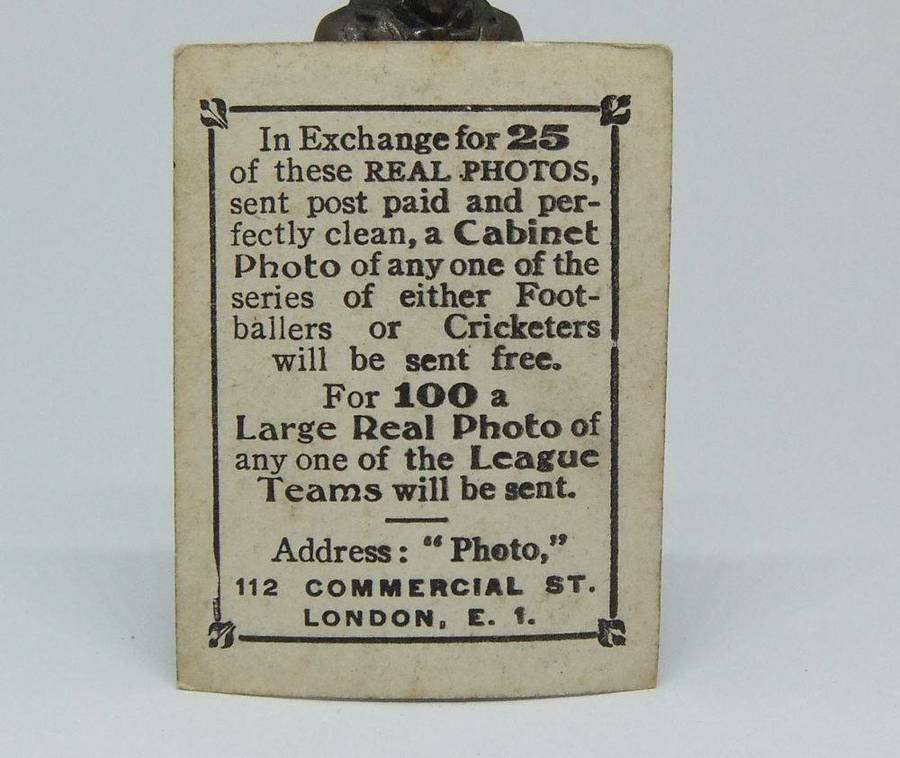 In Exchange for 25
of these REAL PHOTOS,
sent post paid and per-
fectly clean, a Cabinet
Photo of any one of the
series of either Foot-
ballers or Cricketers
will be sent free.
For 100 a
Large Real Photo of
any one of the League
Teams will be sent.
Address: “Photo,”
112 COMMERCIAL ST.
LONDON, E. 1.